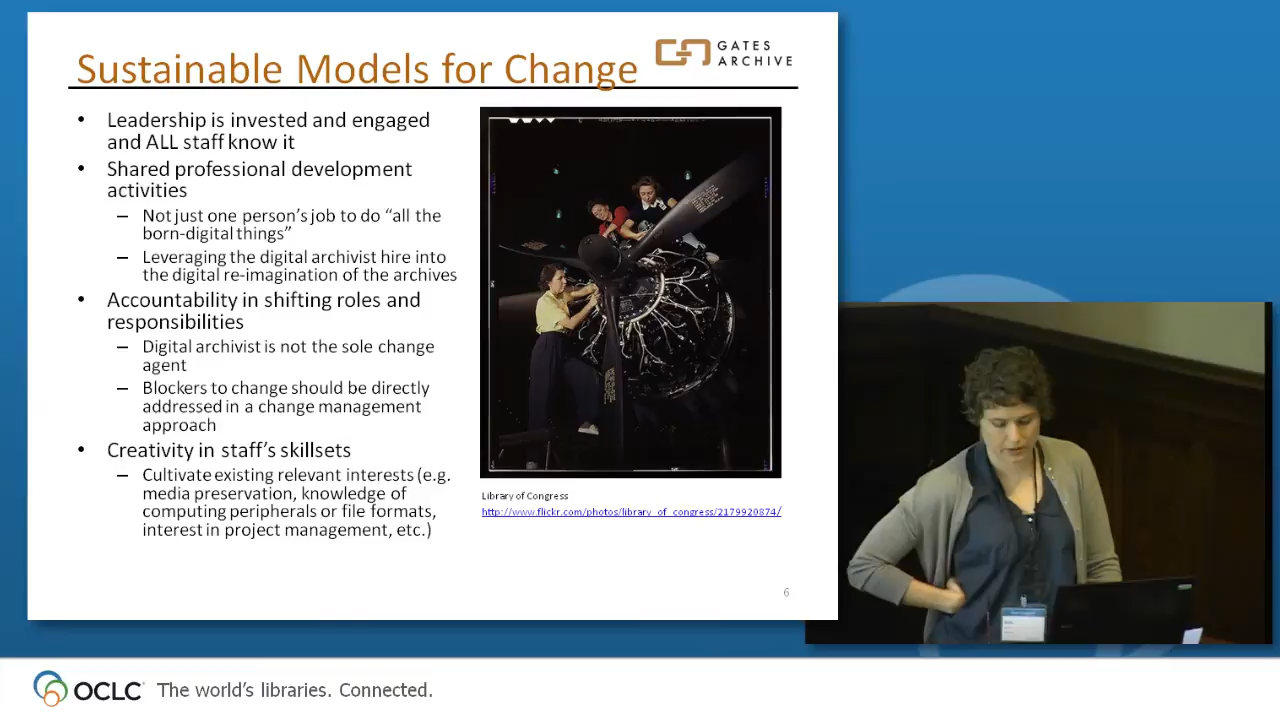 Sustainable Models for Change
GATES
ARCHIVE
• Leadership is invested and engaged
and ALL staff know it
• Shared professional development
activities
– Not just one person's job to do “all the
born-digital things”
– Leveraging the digital archivist hire into
the digital re-imagination of the archives
• Accountability in shifting roles and
responsibilities
– Digital archivist is not the sole change
agent
– Blockers to change should be directly
addressed in a change management
approach
• Creativity in staff's skillsets
– Cultivate existing relevant interests (e.g.
media preservation, knowledge of
computing peripherals or file formats,
interest in project management, etc.)
Library of Congress
http://www.flickr.com/photos/library_of_congress/2179920874/
6
OCLC
The world's libraries. Connected.